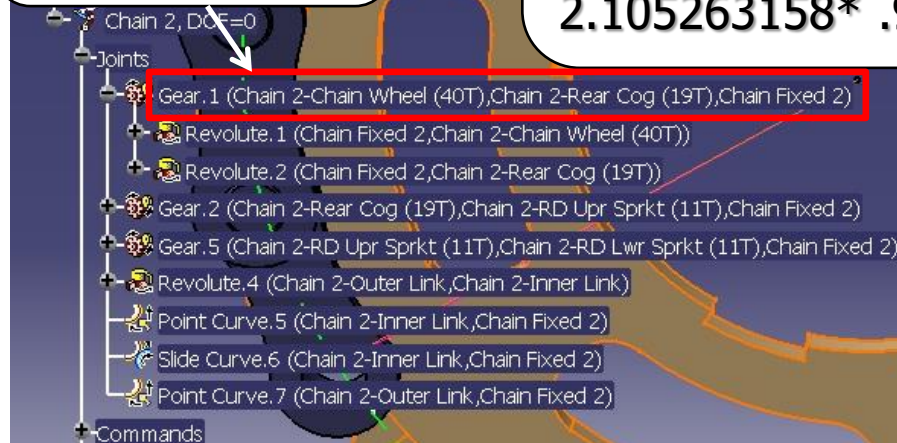 2.105263158* .9
Chain 2, DOF=0
Joints
Gear.1 (Chain 2-Chain Wheel (40T),Chain 2-Rear Cog (19T),Chain Fixed 2)
Revolute.1 (Chain Fixed 2,Chain 2-Chain Wheel (40T))
Revolute.2 (Chain Fixed 2,Chain 2-Rear Cog (19T))
Gear.2 (Chain 2-Rear Cog (19T),Chain 2-RD Upr Sprkt (11T),Chain Fixed 2)
Gear.5 (Chain 2-RD Upr Sprkt (11T),Chain 2-RD Lwr Sprkt (11T),Chain Fixed 2)
Revolute.4 (Chain 2-Outer Link,Chain 2-Inner Link)
Point Curve.5 (Chain 2-Inner Link,Chain Fixed 2)
Slide Curve.6 (Chain 2-Inner Link,Chain Fixed 2)
Point Curve.7 (Chain 2-Outer Link,Chain Fixed 2)
Commands